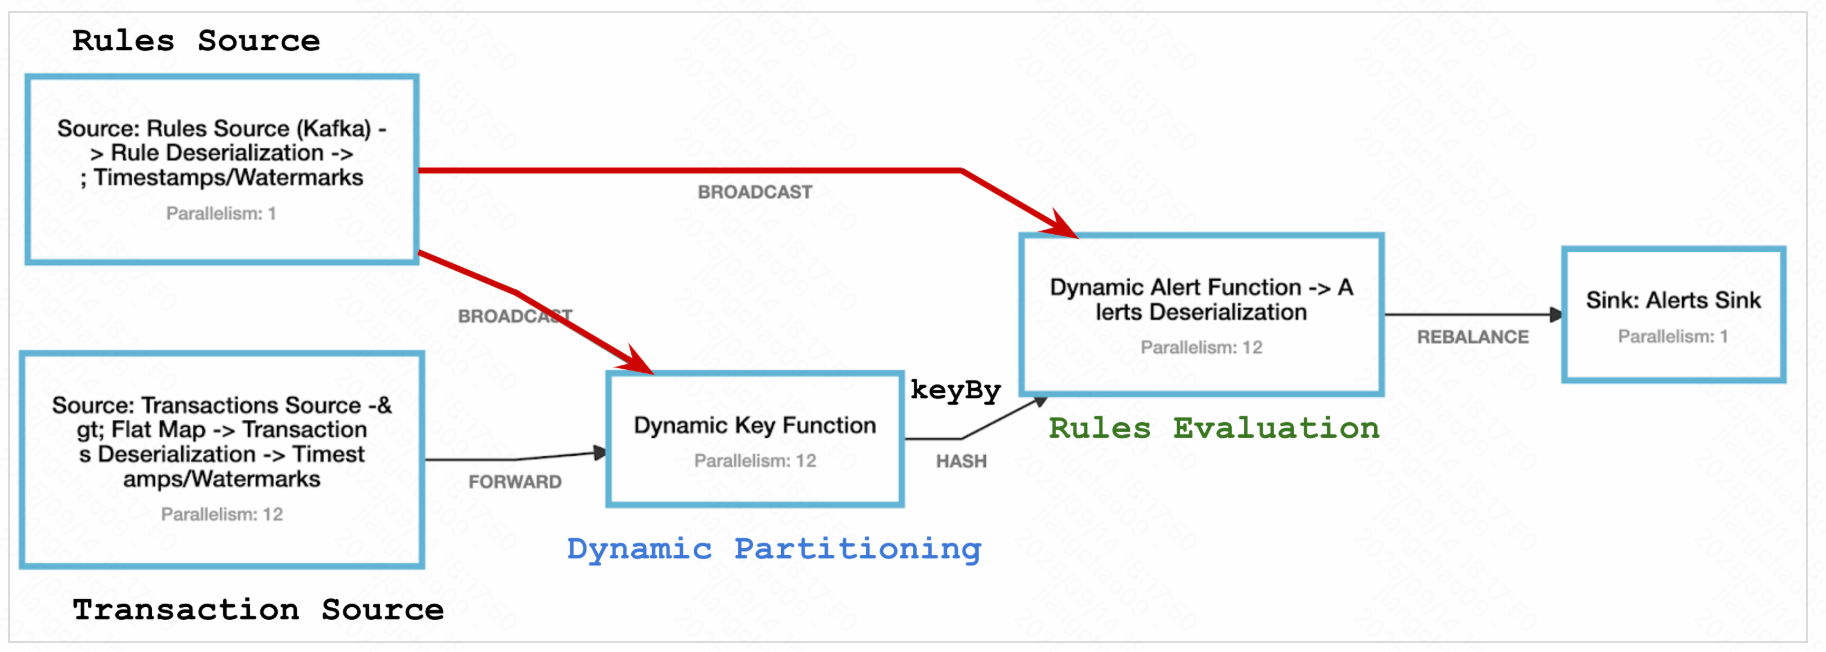 Rules Source
Source: Rules Source (Kafka) -
> Rule Deserialization ->
; Timestamps/Watermarks
Parallelism: 1
BROADCAST
BROADCAST
Dynamic Alert Function -> A
lerts Deserialization
Parallelism: 12
REBALANCE
Sink: Alerts Sink
Parallelism: 1
Source: Transactions Source -&
gt; Flat Map -> Transaction
s Deserialization -> Timest
amps/Watermarks
Parallelism: 12
FORWARD
Dynamic Key Function
Parallelism: 12
keyBy
HASH
Rules Evaluation
Dynamic Partitioning
Transaction Source